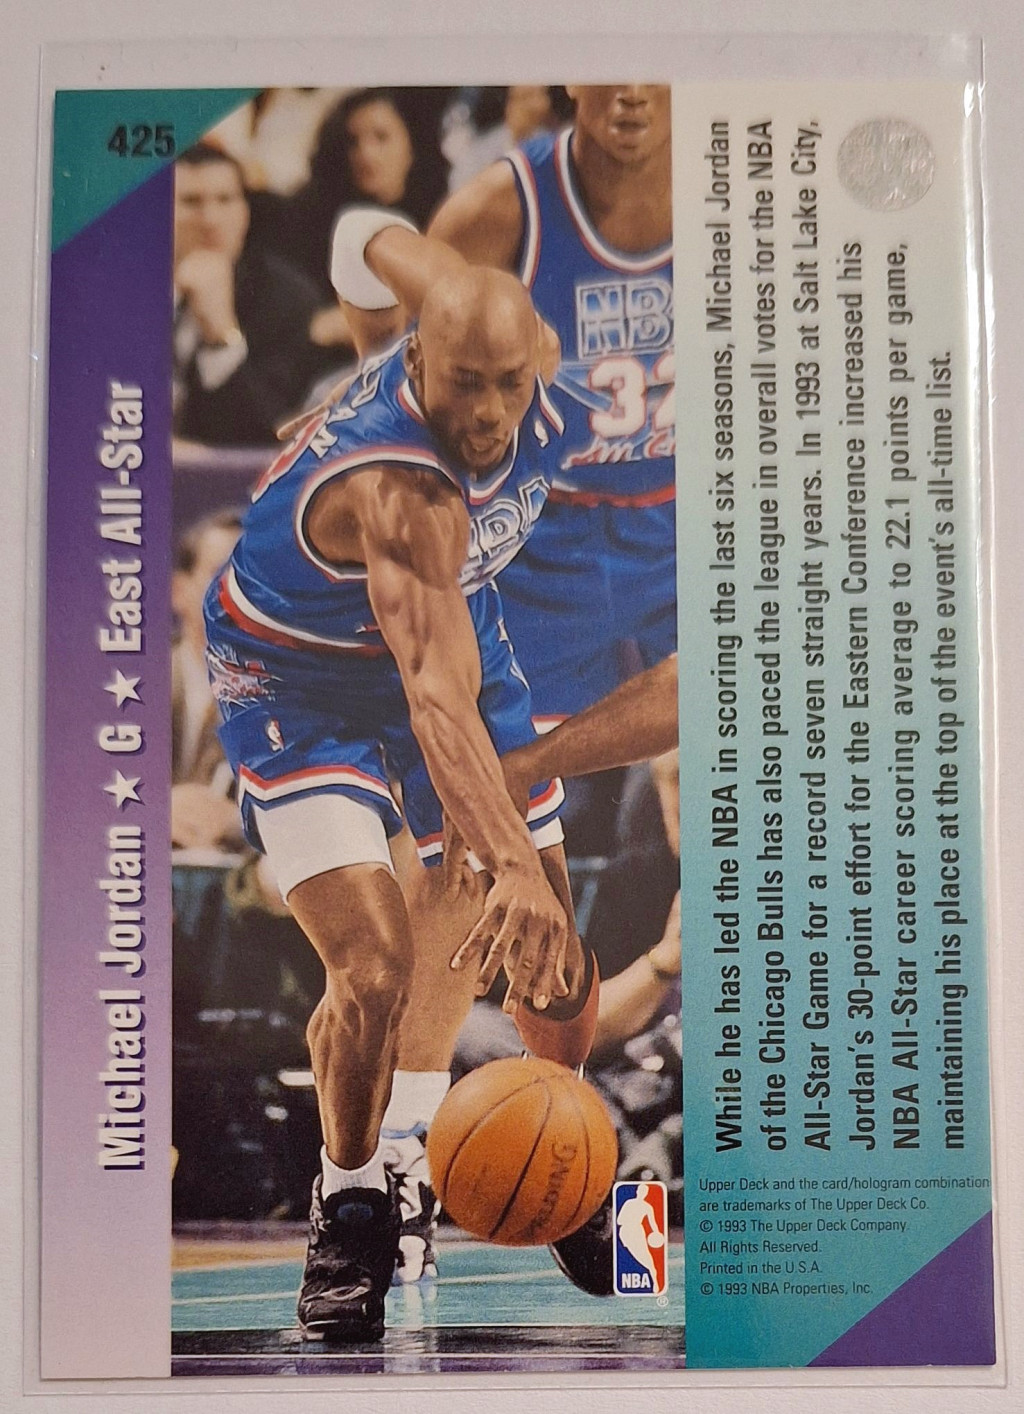 425
Michael Jordan ★ G ★ East All-Star
While he has led the NBA in scoring the last six seasons, Michael Jordan
of the Chicago Bulls has also paced the league in overall votes for the NBA
All-Star Game for a record seven straight years. In 1993 at Salt Lake City,
Jordan's 30-point effort for the Eastern Conference increased his
NBA All-Star career scoring average to 22.1 points per game,
maintaining his place at the top of the event's all-time list.
Upper Deck and the card/hologram combination
are trademarks of The Upper Deck Co.
© 1993 The Upper Deck Company.
All Rights Reserved.
Printed in the U.S.A.
© 1993 NBA Properties, Inc.
NBA
®
NB
32